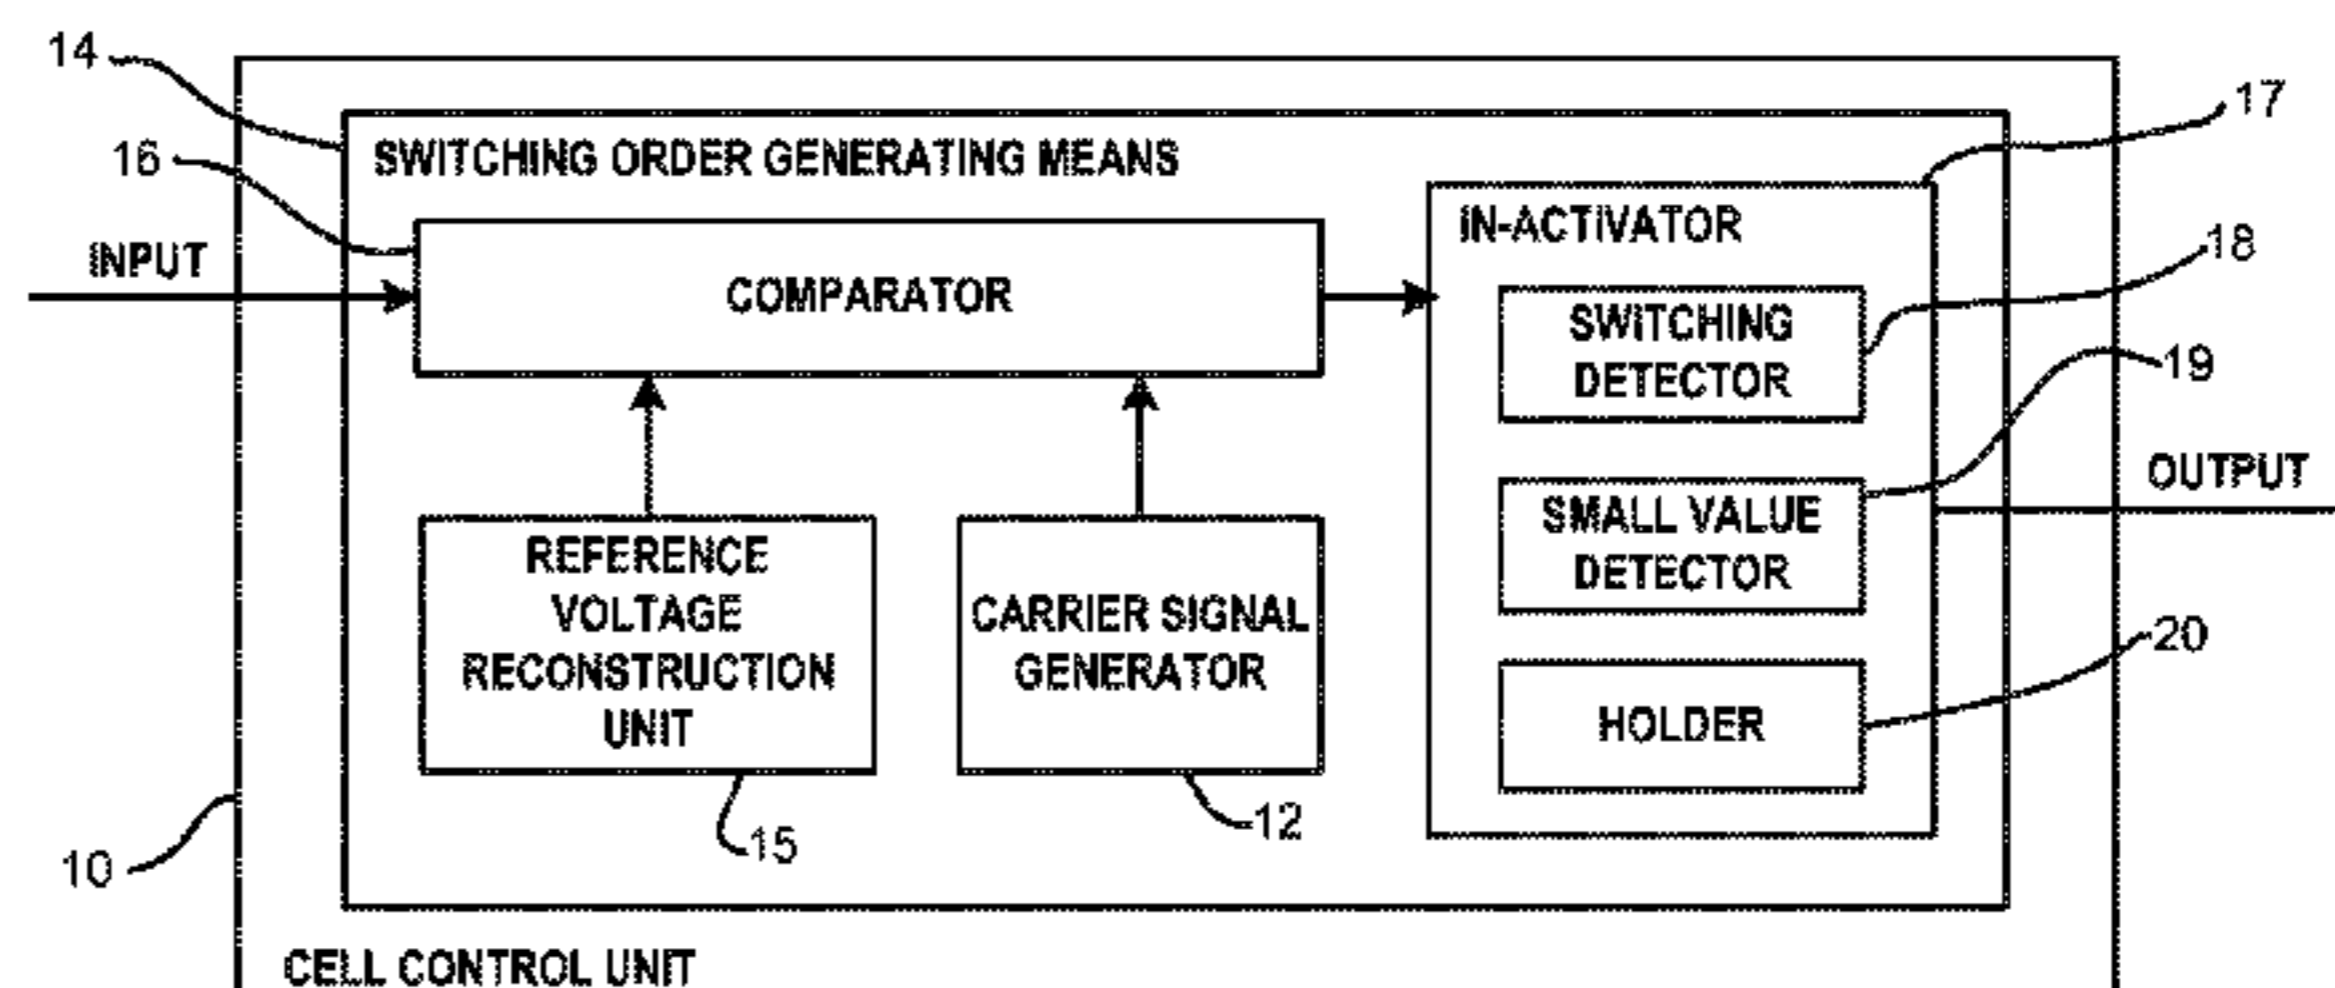 14
17
16
SWITCHING ORDER GENERATING MEANS
IN-ACTIVATOR
18
INPUT
COMPARATOR
SWITCHING
DETECTOR
19
OUTPUT
SMALL VALUE
DETECTOR
REFERENCE
VOLTAGE
RECONSTRUCTION
UNIT
CARRIER SIGNAL
GENERATOR
20
HOLDER
15
12
10
CELL CONTROL UNIT